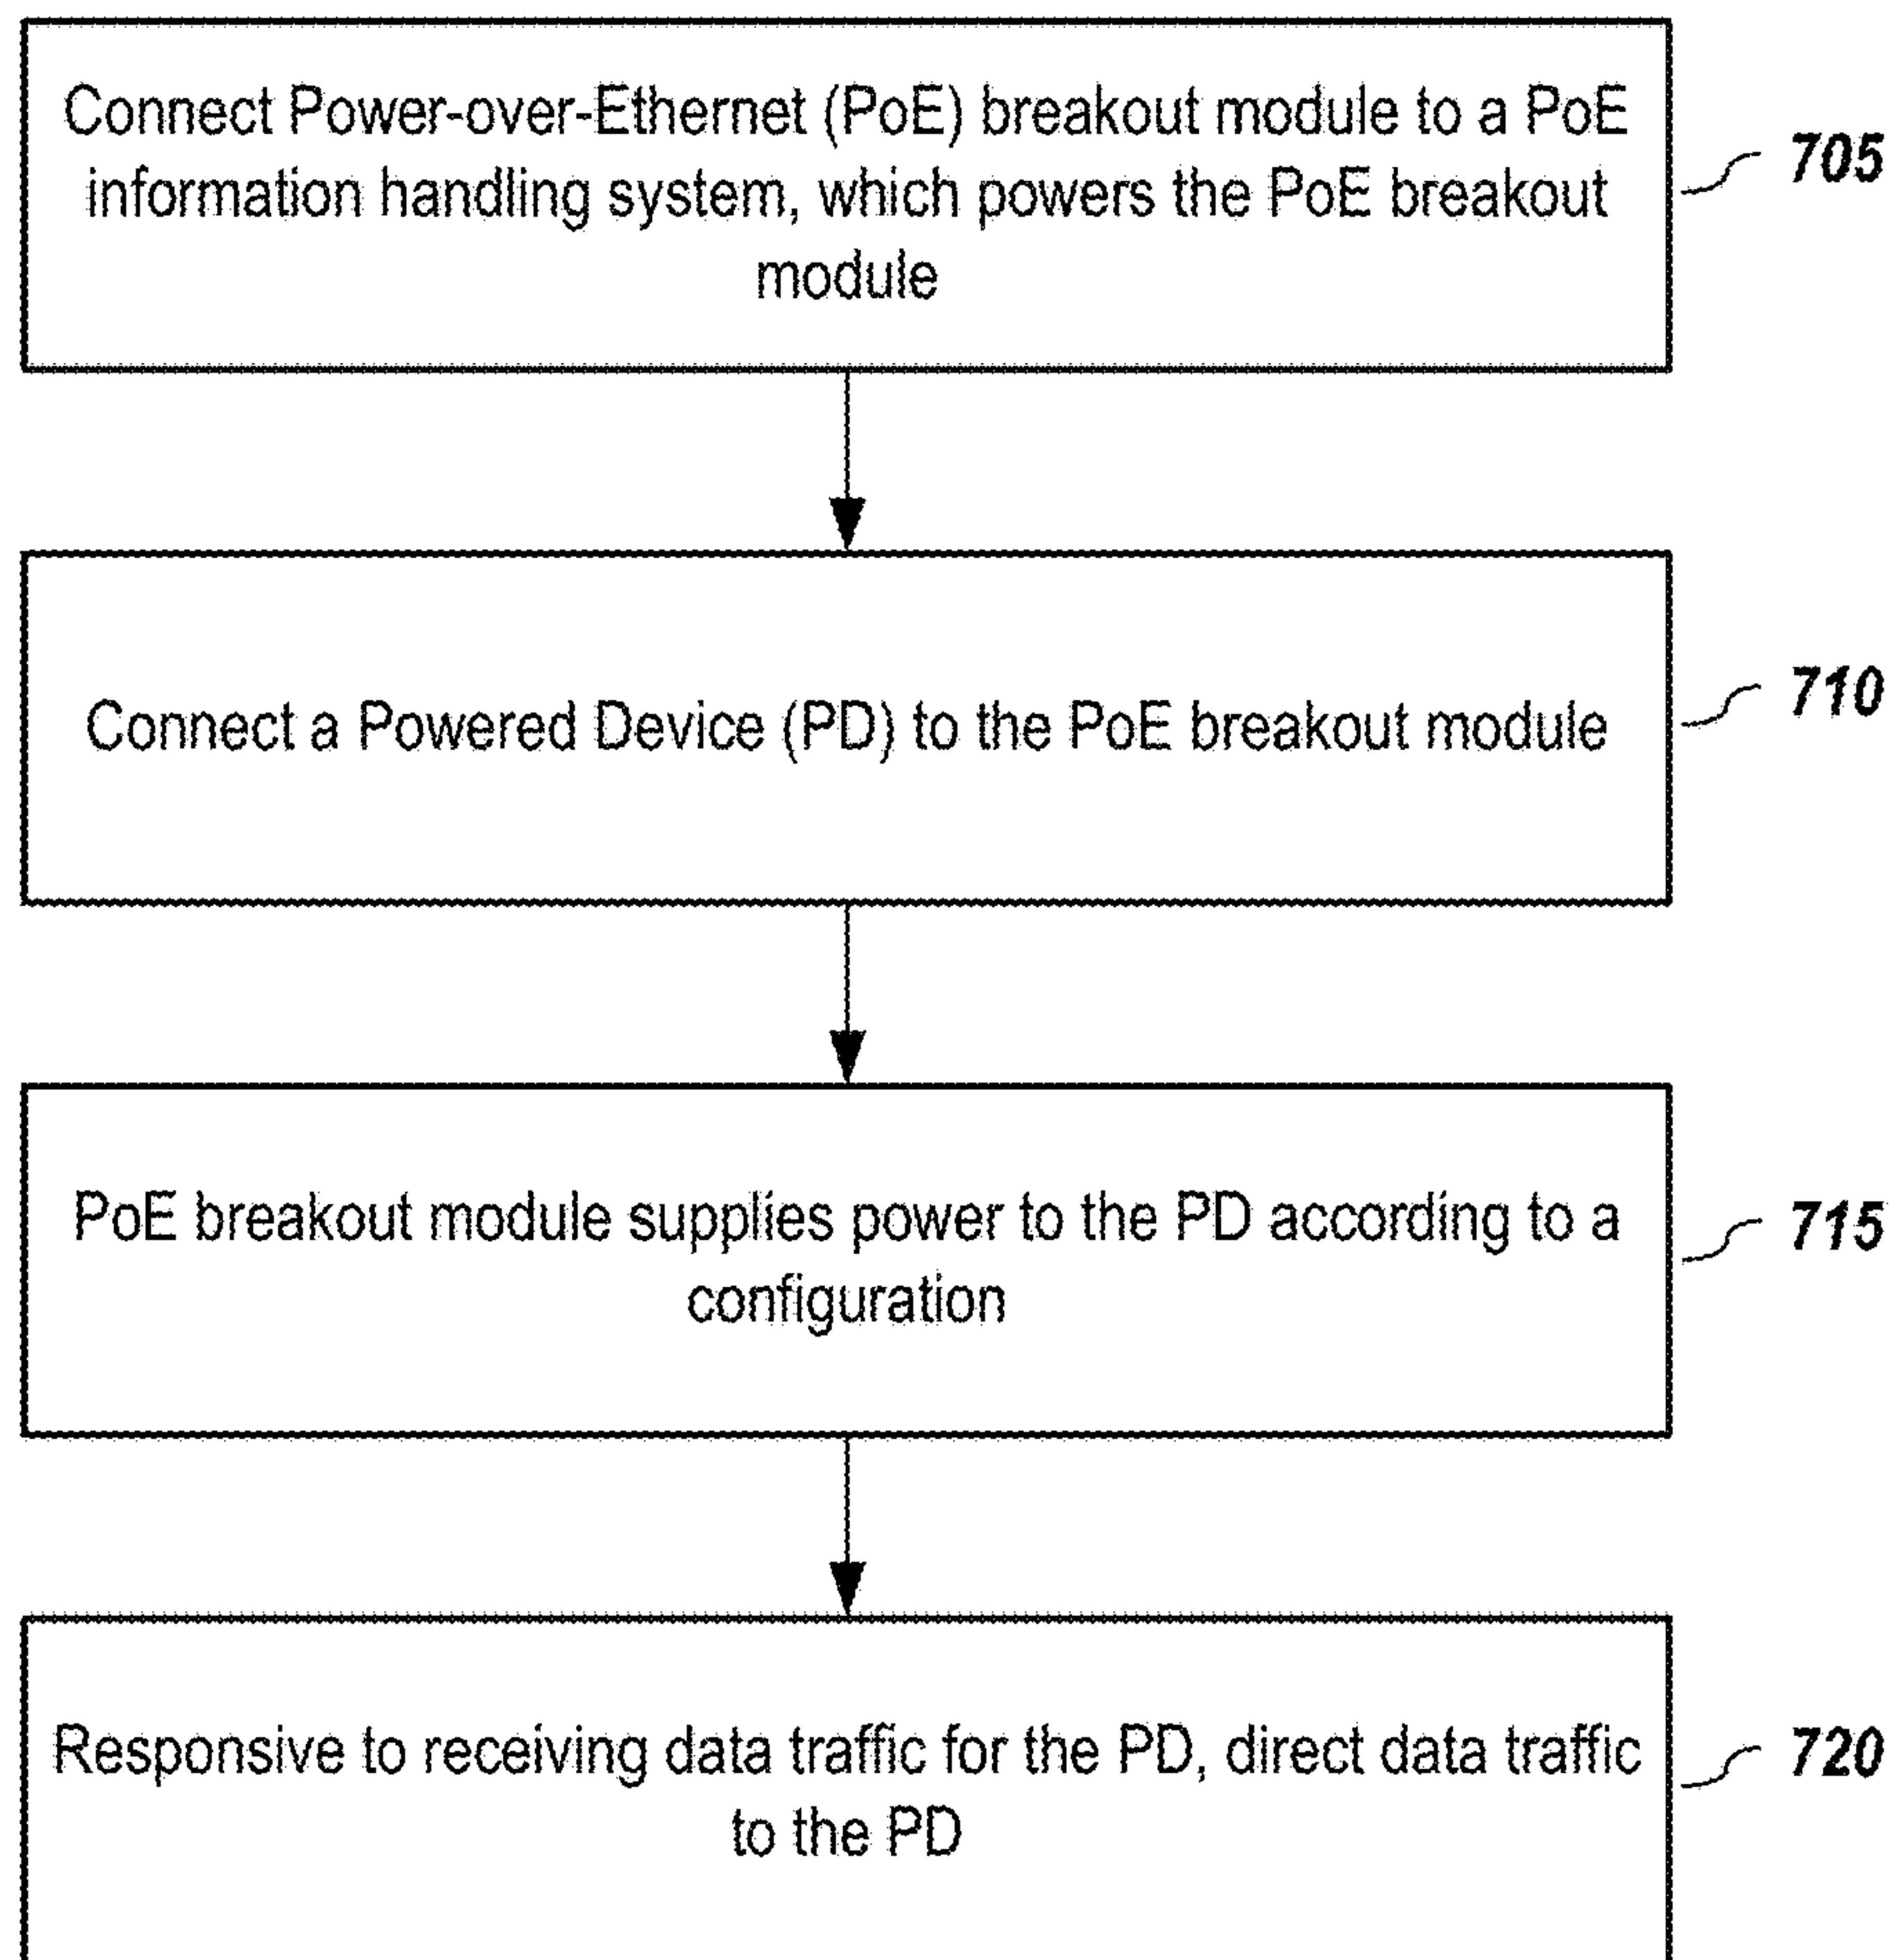 Connect Power-over-Ethernet (PoE) breakout module to a PoE
information handling system, which powers the PoE breakout
module
705
Connect a Powered Device (PD) to the PoE breakout module
710
PoE breakout module supplies power to the PD according to a
configuration
715
Responsive to receiving data traffic for the PD, direct data traffic
to the PD
720